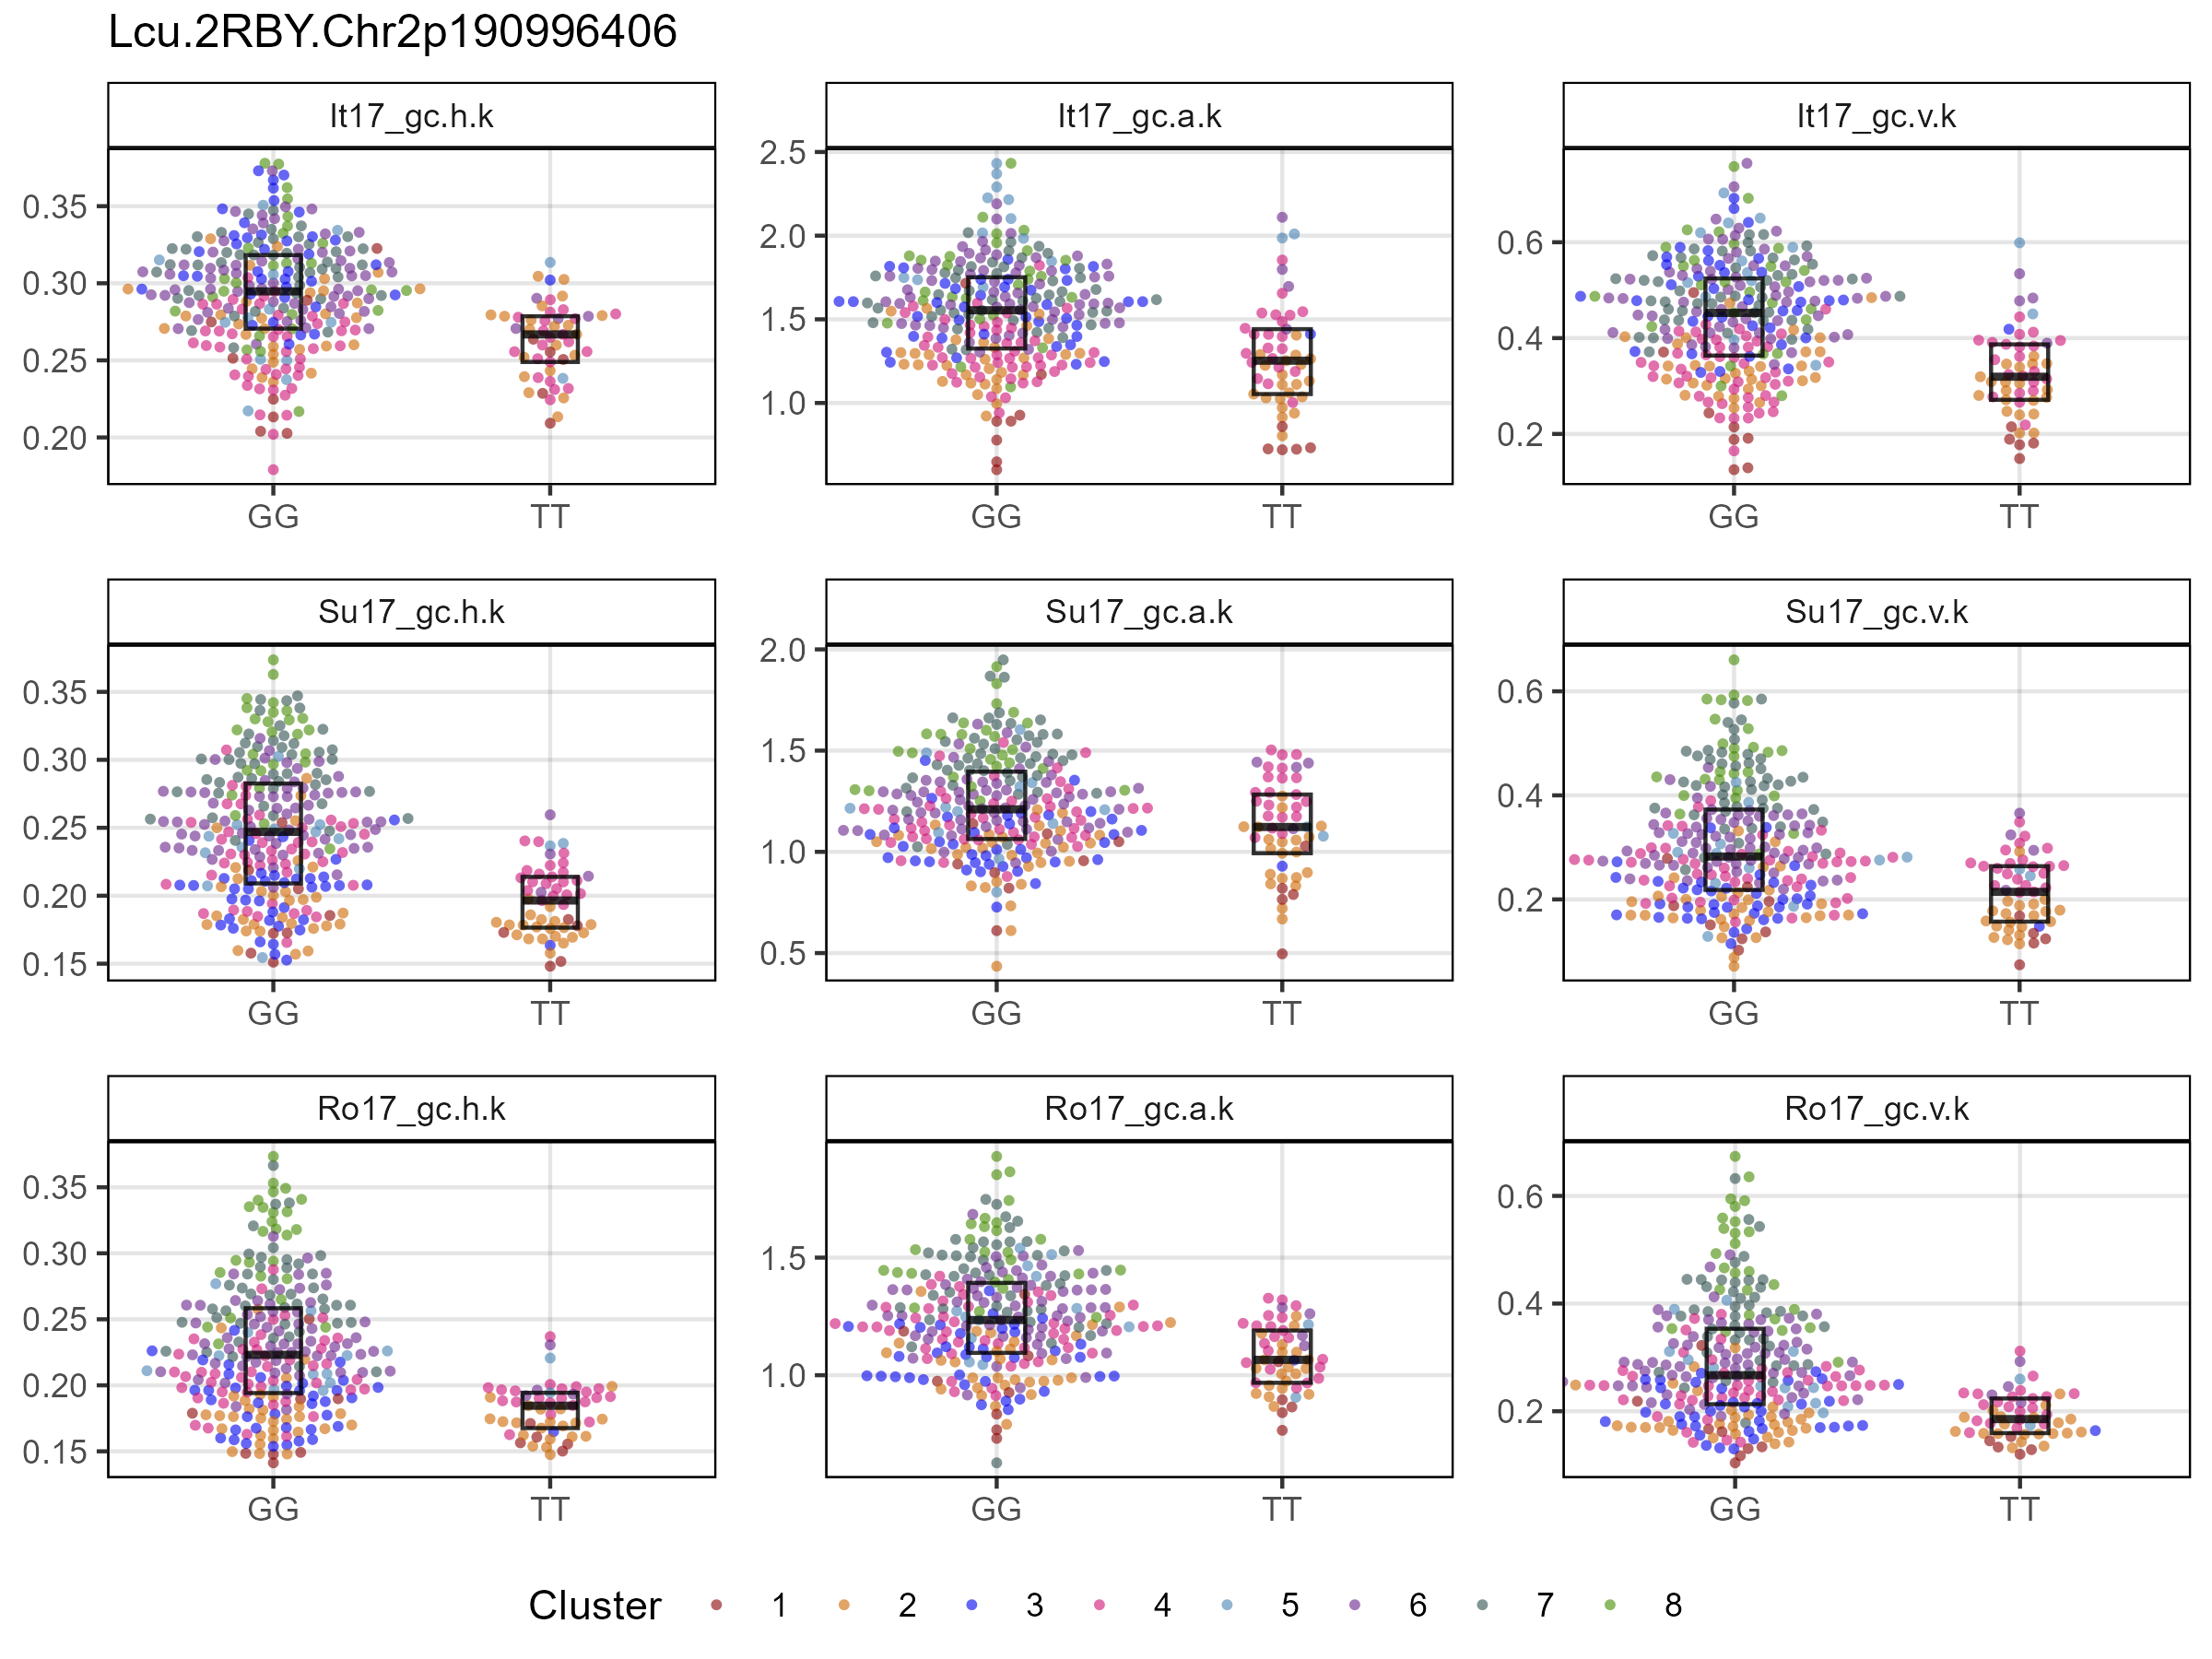 Lcu.2RBY.Chr2p190996406
It17_gc.h.k
It17_gc.a.k
It17_gc.v.k
0.35
0.30
0.25
0.20
GG
TT
2.5
2.0
1.5
1.0
GG
TT
0.6
0.4
0.2
GG
TT
Su17_gc.h.k
Su17_gc.a.k
Su17_gc.v.k
0.35
0.30
0.25
0.20
0.15
GG
TT
2.0
1.5
1.0
0.5
GG
TT
0.6
0.4
0.2
GG
TT
Ro17_gc.h.k
Ro17_gc.a.k
Ro17_gc.v.k
0.35
0.30
0.25
0.20
0.15
GG
TT
1.5
1.0
GG
TT
0.6
0.4
0.2
GG
TT
Cluster 1 2 3 4 5 6 7 8